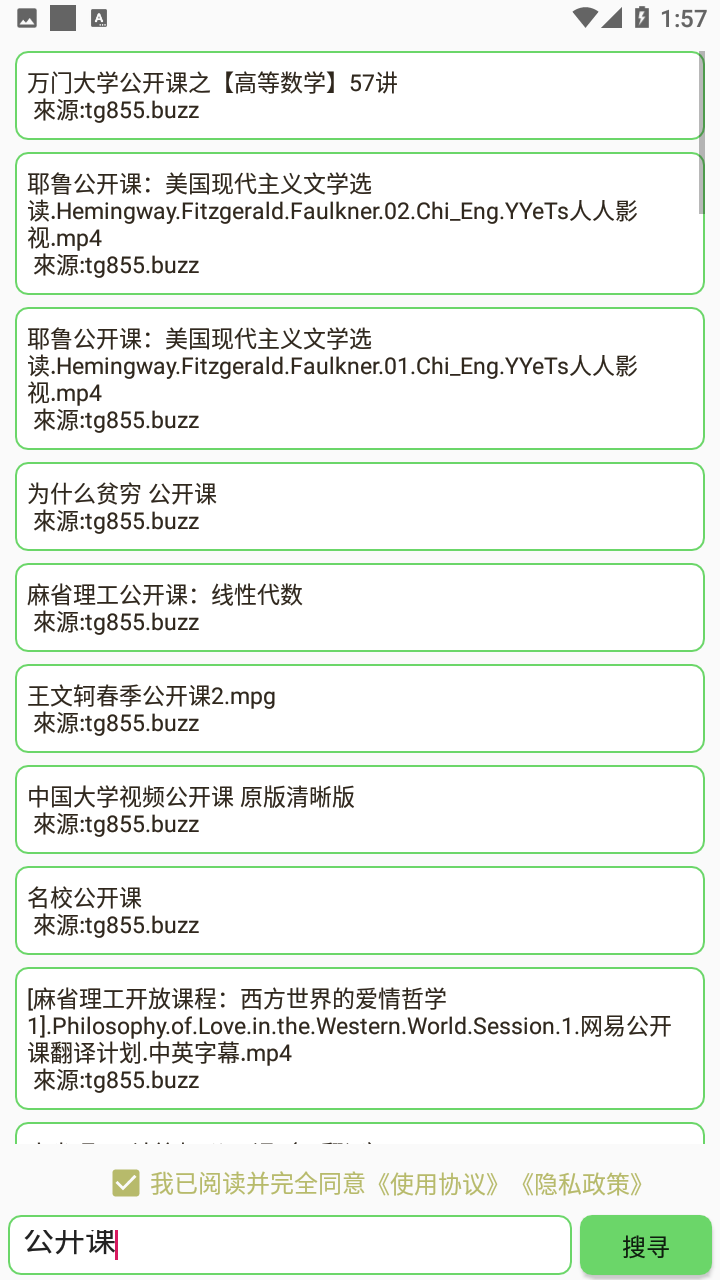 1:57
万门大学公开课之【高等数学】57讲
來源:tg855.buzz
耶鲁公开课：美国现代主义文学选
读.Hemingway.Fitzgerald.Faulkner.02.Chi_Eng.YYeTs人人影
视.mp4
來源:tg855.buzz
耶鲁公开课：美国现代主义文学选
读.Hemingway.Fitzgerald.Faulkner.01.Chi_Eng.YYeTs人人影
视.mp4
來源:tg855.buzz
为什么贫穷 公开课
來源:tg855.buzz
麻省理工公开课：线性代数
來源:tg855.buzz
王文轲春季公开课2.mpg
來源:tg855.buzz
中国大学视频公开课 原版清晰版
來源:tg855.buzz
名校公开课
來源:tg855.buzz
[麻省理工开放课程：西方世界的爱情哲学
1].Philosophy.of.Love.in.the.Western.World.Session.1.网易公开
课翻译计划.中英字幕.mp4
來源:tg855.buzz
我已阅读并完全同意《使用协议》《隐私政策》
公开课
搜寻